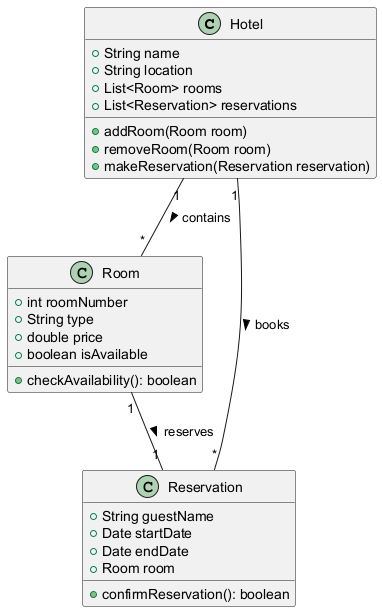 C Hotel
String name
String location
List<Room> rooms
List<Reservation> reservations
addRoom(Room room)
removeRoom(Room room)
makeReservation(Reservation reservation)
1
1
contains
*
C Room
int roomNumber
String type
double price
boolean isAvailable
checkAvailability(): boolean
books
1
reserves
1
*
C Reservation
String guestName
Date startDate
Date endDate
Room room
confirmReservation(): boolean